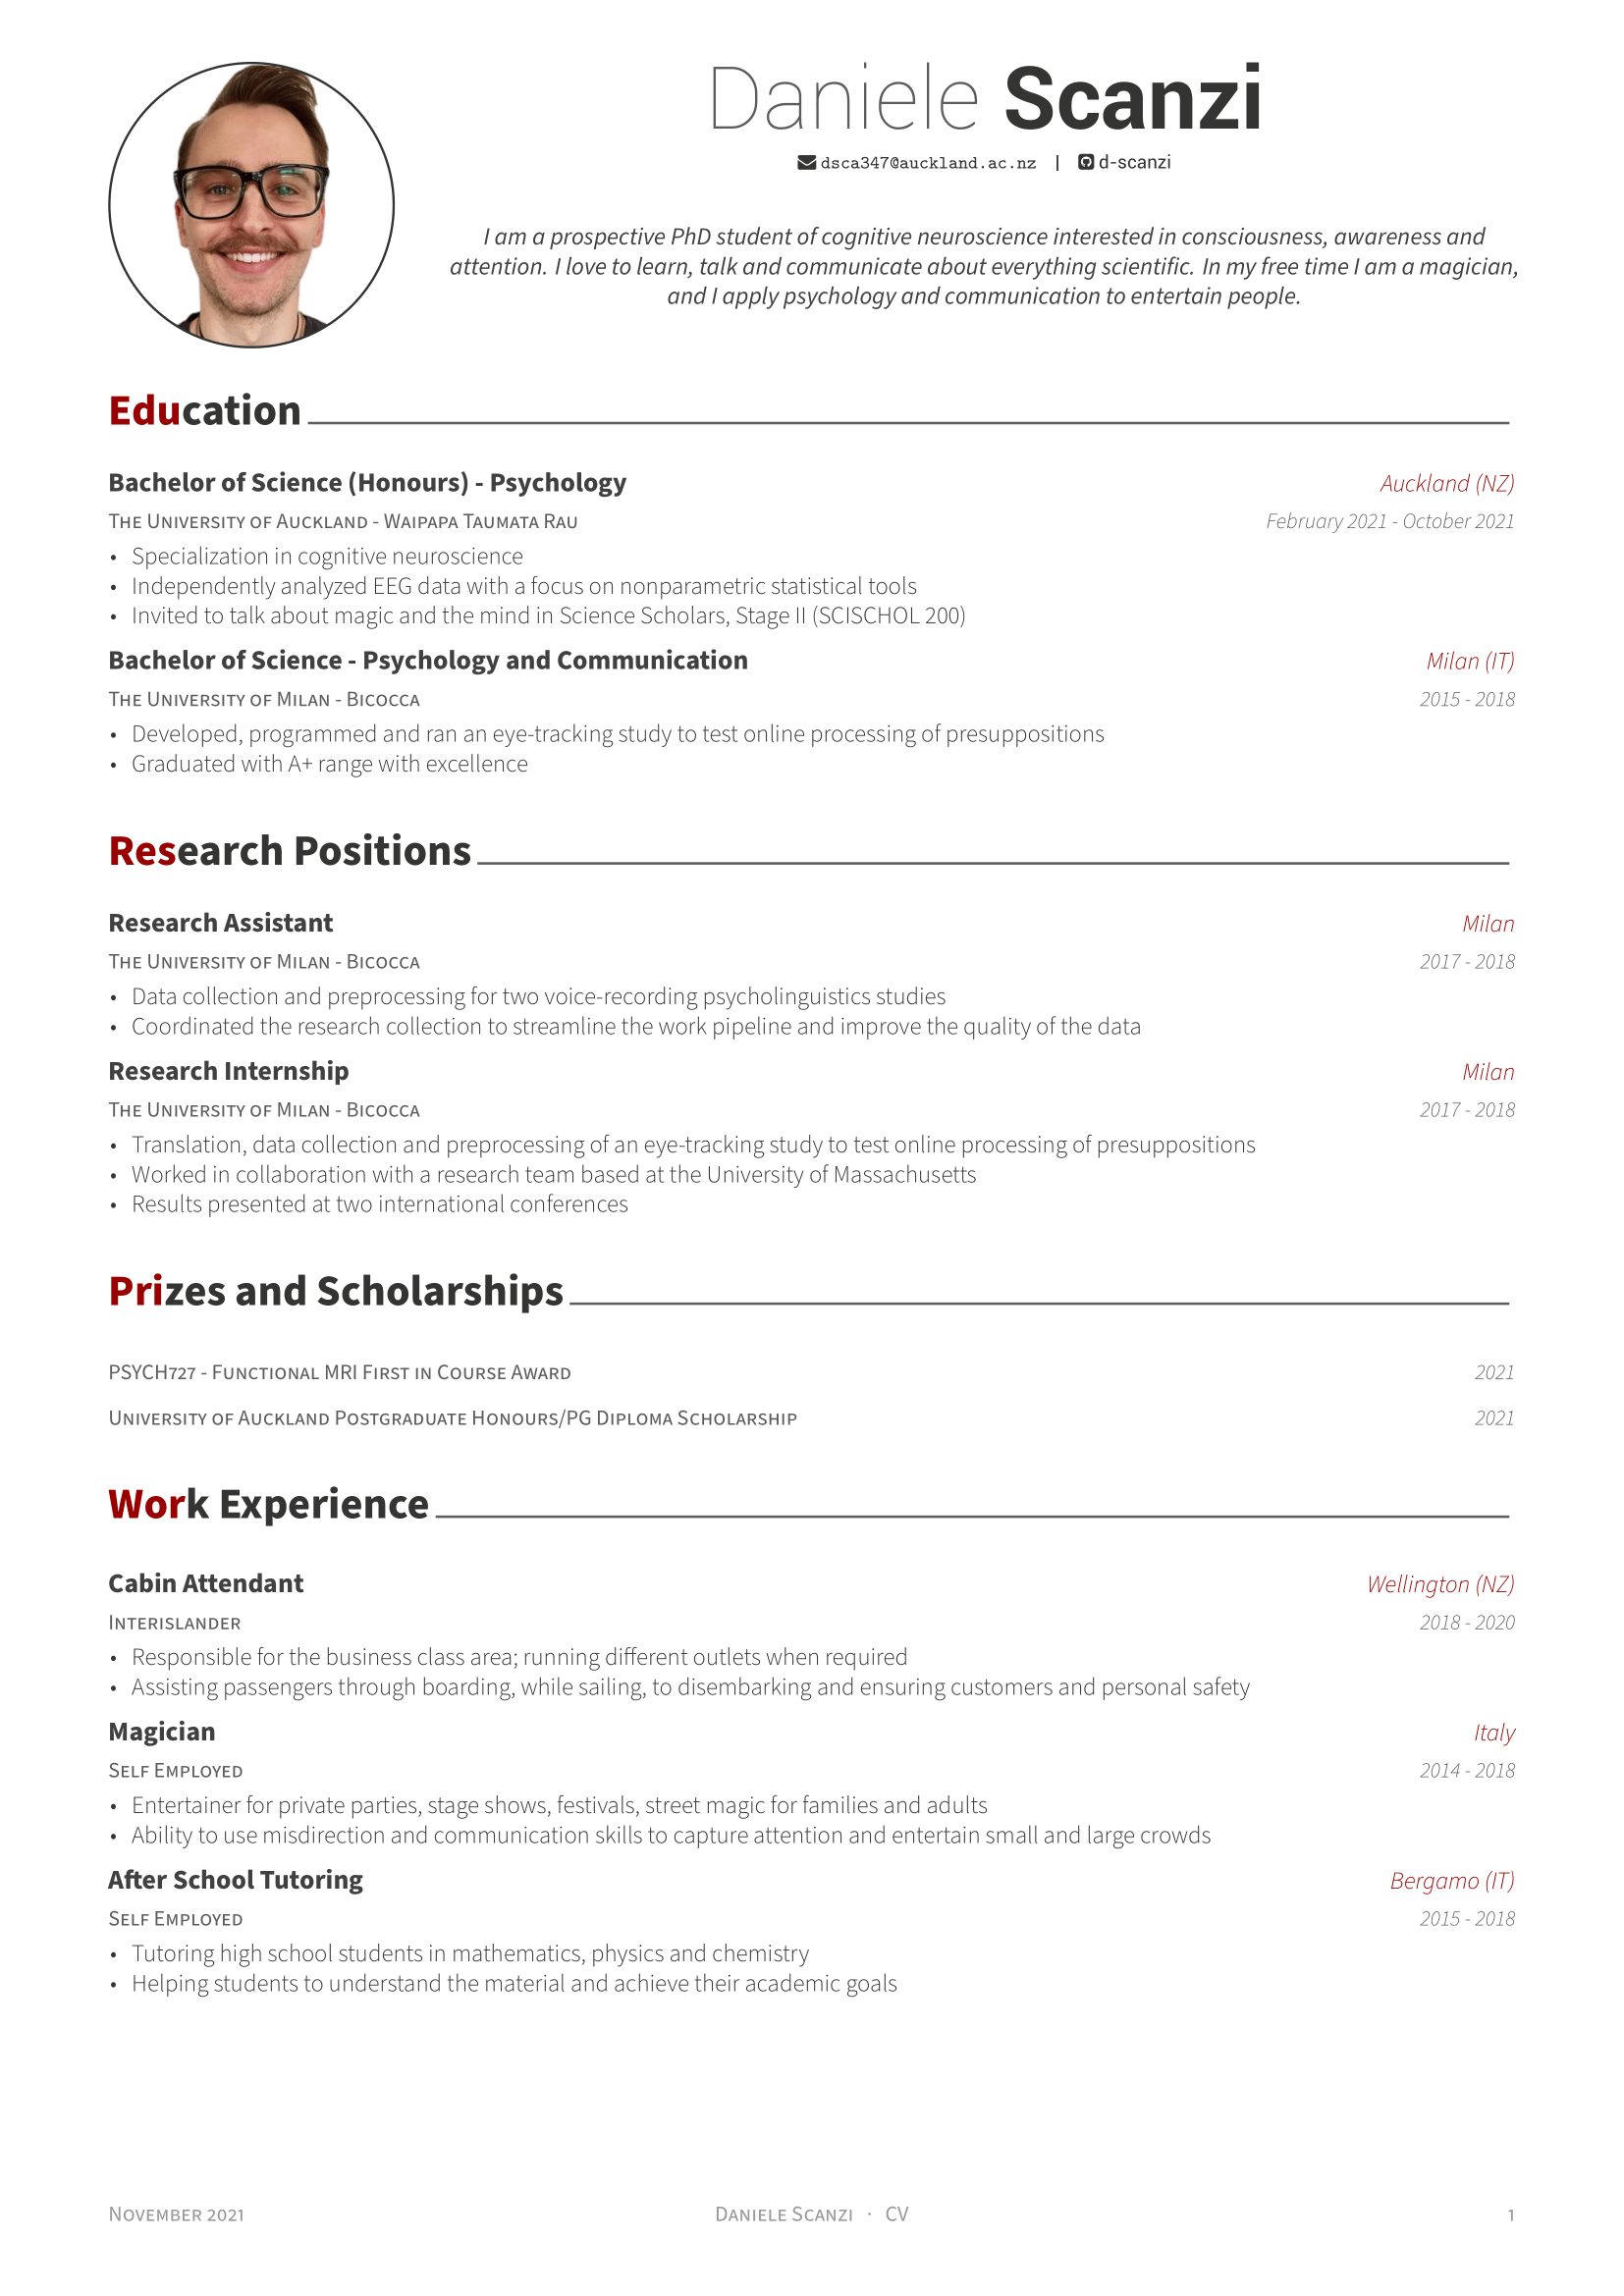 Daniele Scanzi
dsca347@auckland.ac.nz | d-scanzi
I am a prospective PhD student of cognitive neuroscience interested in consciousness, awareness and
attention. I love to learn, talk and communicate about everything scientific. In my free time I am a magician,
and I apply psychology and communication to entertain people.
Education
Bachelor of Science (Honours) - Psychology Auckland (NZ)
The University of Auckland - Waipapa Taumata Rau February 2021 - October 2021
• Specialization in cognitive neuroscience
• Independently analyzed EEG data with a focus on nonparametric statistical tools
• Invited to talk about magic and the mind in Science Scholars, Stage II (SCISCHOL 200)
Bachelor of Science - Psychology and Communication Milan (IT)
The University of Milan - Bicocca 2015 - 2018
• Developed, programmed and ran an eye-tracking study to test online processing of presuppositions
• Graduated with A+ range with excellence
Research Positions
Research Assistant Milan
The University of Milan - Bicocca 2017 - 2018
• Data collection and preprocessing for two voice-recording psycholinguistics studies
• Coordinated the research collection to streamline the work pipeline and improve the quality of the data
Research Internship Milan
The University of Milan - Bicocca 2017 - 2018
• Translation, data collection and preprocessing of an eye-tracking study to test online processing of presuppositions
• Worked in collaboration with a research team based at the University of Massachusetts
• Results presented at two international conferences
Prizes and Scholarships
PSYCH727 - Functional MRI First in Course Award 2021
University of Auckland Postgraduate Honours/PG Diploma Scholarship 2021
Work Experience
Cabin Attendant Wellington (NZ)
Interislander 2018 - 2020
• Responsible for the business class area; running different outlets when required
• Assisting passengers through boarding, while sailing, to disembarking and ensuring customers and personal safety
Magician Italy
Self Employed 2014 - 2018
• Entertainer for private parties, stage shows, festivals, street magic for families and adults
• Ability to use misdirection and communication skills to capture attention and entertain small and large crowds
After School Tutoring Bergamo (IT)
Self Employed 2015 - 2018
• Tutoring high school students in mathematics, physics and chemistry
• Helping students to understand the material and achieve their academic goals
November 2021 Daniele Scanzi · CV 1